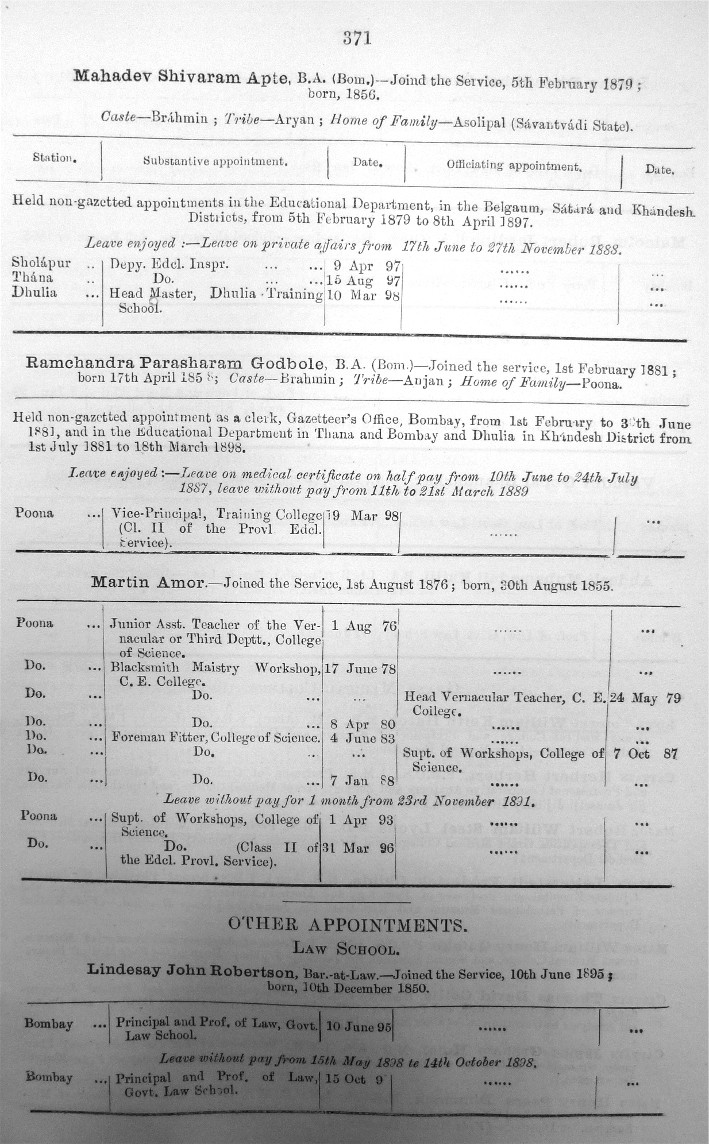 371
Mahadev Shivaram Apte, B.A. (Bom.)—Joind the Service, 5th February 1879;
born, 1856.
Caste—Bráhmin ; Tribe—Aryan ; Home of Family—Asolipal (Sávantvádi State).
Station. Substantive appointment. Date. Officiating appointment. Date.
Held non-gazetted appointments in the Educational Department, in the Belgaum, Sátárá and Khándesh
Districts, from 5th February 1879 to 8th April 1897.
Leave enjoyed :—Leave on private affairs from 17th June to 27th November 1888.
Sholápur .. Depy. Edcl. Inspr. ... ... 9 Apr 97 ...... ...
Thána .. Do. ... ... 15 Aug 97 ...... ...
Dhulia ... Head Master, Dhulia Training 10 Mar 98 ...... ...
School.
Ramchandra Parasharam Godbole, B.A. (Bom.)—Joined the service, 1st February 1881;
born 17th April 185 ; Caste—Brahmin ; Tribe—Anjan ; Home of Family—Poona.
Held non-gazetted appointment as a clerk, Gazetteer's Office, Bombay, from 1st February to 30th June
1881, and in the Educational Department in Thana and Bombay and Dhulia in Khándesh District from
1st July 1881 to 18th March 1898.
Leave enjoyed :—Leave on medical certificate on half pay from 10th June to 24th July
1887, leave without pay from 11th to 21st March 1889
Poona ... Vice-Principal, Training College 19 Mar 98 ...... ...
(Cl. II of the Provl Edcl.
Service).
Martin Amor.—Joined the Service, 1st August 1876 ; born, 30th August 1855.
Poona ... Junior Asst. Teacher of the Ver- 1 Aug 76 ...... ...
nacular or Third Deptt., College
of Science.
Do. ... Blacksmith Maistry Workshop, 17 June 78 ...... ...
C. E. College.
Do. ... Do. ... ... Head Vernacular Teacher, C. E. 24 May 79
College.
Do. ... Do. ... 8 Apr 80 ...... ...
Do. ... Foreman Fitter, College of Science. 4 June 83 ...... ...
Do. ... Do. .. ... Supt. of Workshops, College of 7 Oct 87
Science.
Do. ... Do. ... 7 Jan 88 ...... ...
Leave without pay for 1 month from 23rd November 1891.
Poona ... Supt. of Workshops, College of 1 Apr 93 ...... ...
Science.
Do. ... Do. (Class II of 31 Mar 96 ...... ...
the Edcl. Provl. Service).
OTHER APPOINTMENTS.
LAW SCHOOL.
Lindesay John Robertson, Bar.-at-Law.—Joined the Service, 10th June 1895 ;
born, 10th December 1850.
Bombay ... Principal and Prof. of Law, Govt. 10 June 95 ...... ...
Law School.
Leave without pay from 15th May 1898 te 14th October 1898.
Bombay ... Principal and Prof. of Law, 15 Oct 9 ...... ...
Govt. Law School.